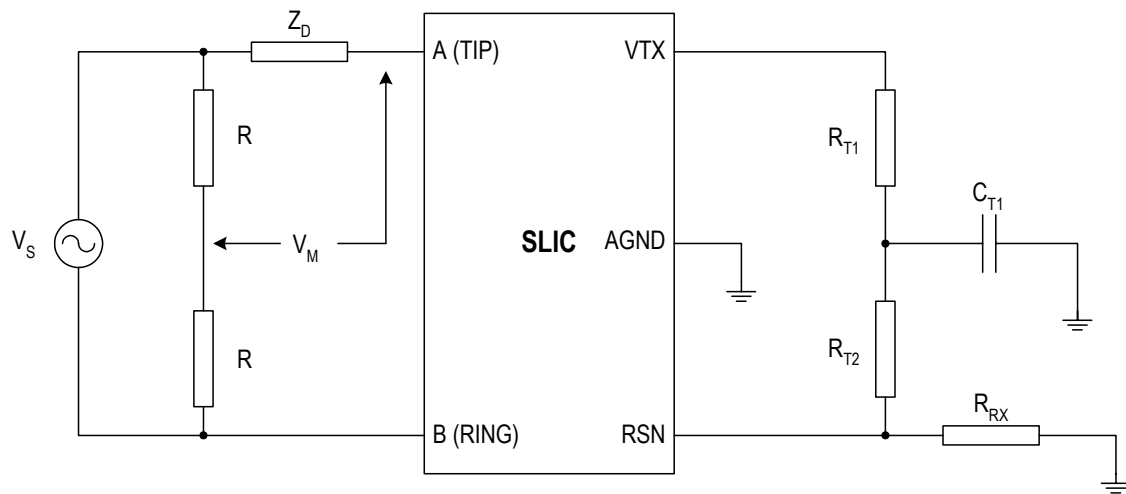 Z_D
A (TIP)
VTX
R
R_T1
C_T1
V_S
V_M
SLIC
AGND
R
R_T2
R_RX
B (RING)
RSN